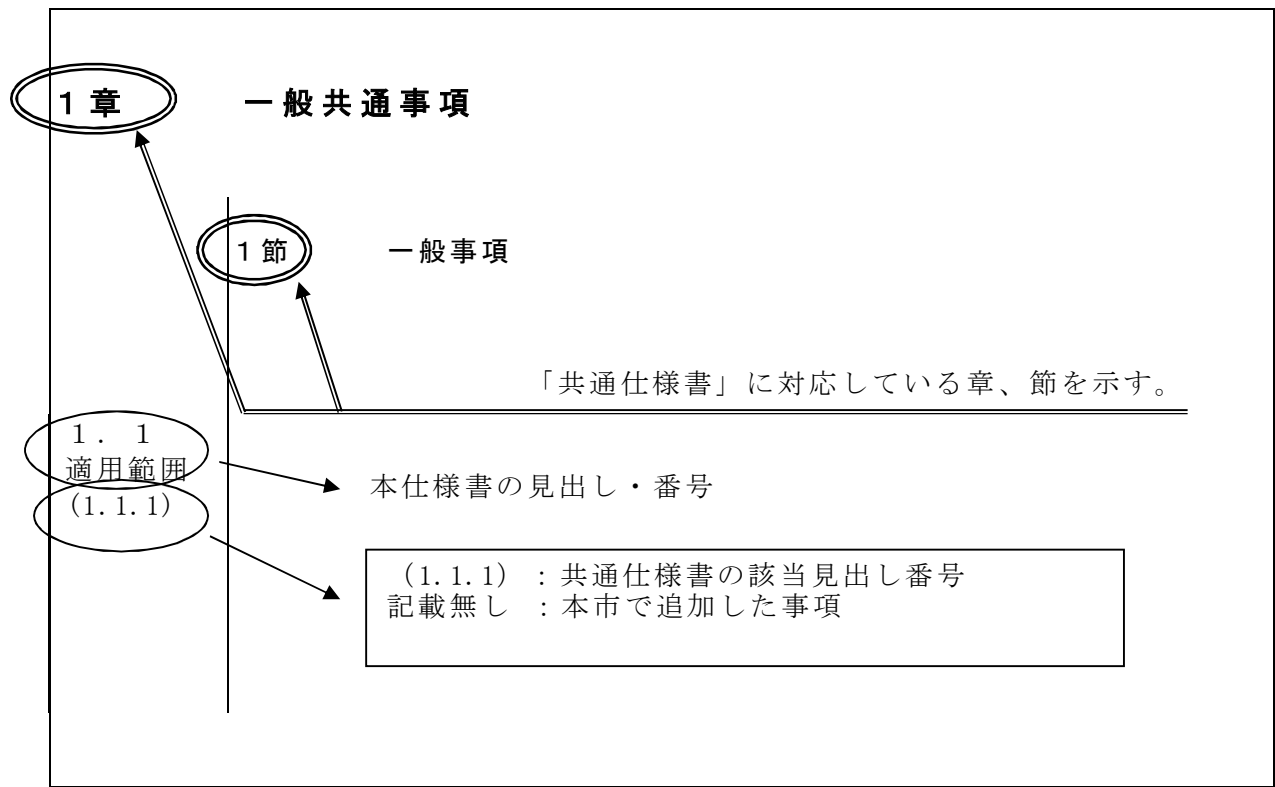 １章　一般共通事項
１節　一般事項
「共通仕様書」に対応している章、節を示す。
１．１
適用範囲
(1.1.1)
本仕様書の見出し・番号
(1.1.1)：共通仕様書の該当見出し番号
記載無し ：本市で追加した事項